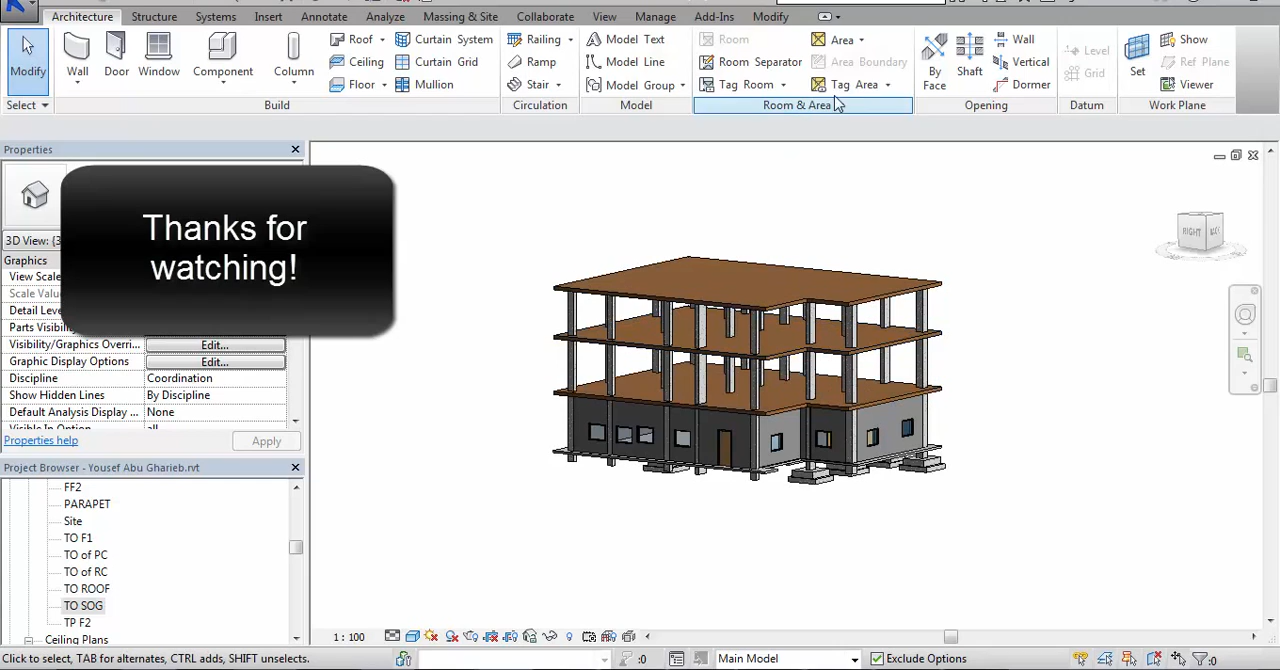 Architecture Structure Systems Insert Annotate Analyze Massing & Site Collaborate View Manage Add-Ins Modify
Modify
Select
Wall
Door
Window
Component
Column
Roof
Ceiling
Floor
Curtain System
Curtain Grid
Mullion
Build
Railing
Ramp
Stair
Circulation
Model Text
Model Line
Model Group
Model
Room
Room Separator
Tag Room
Area
Area Boundary
Tag Area
Room & Area
By
Face
Shaft
Wall
Vertical
Dormer
Opening
Level
Grid
Datum
Set
Show
Ref Plane
Viewer
Work Plane
Properties
Thanks for
watching!
3D View: {3
Graphics
View Scale
Scale Value
Detail Level
Parts Visibility
Visibility/Graphics Overri... Edit...
Graphic Display Options Edit...
Discipline Coordination
Show Hidden Lines By Discipline
Default Analysis Display ... None
Visible In Option all
Properties help Apply
Project Browser - Yousef Abu Gharieb.rvt
FF2
PARAPET
Site
TO F1
TO of PC
TO of RC
TO ROOF
TO SOG
TP F2
Ceiling Plans
RIGHT
1 : 100
Click to select, TAB for alternates, CTRL adds, SHIFT unselects.
:0
Main Model
Exclude Options
:0